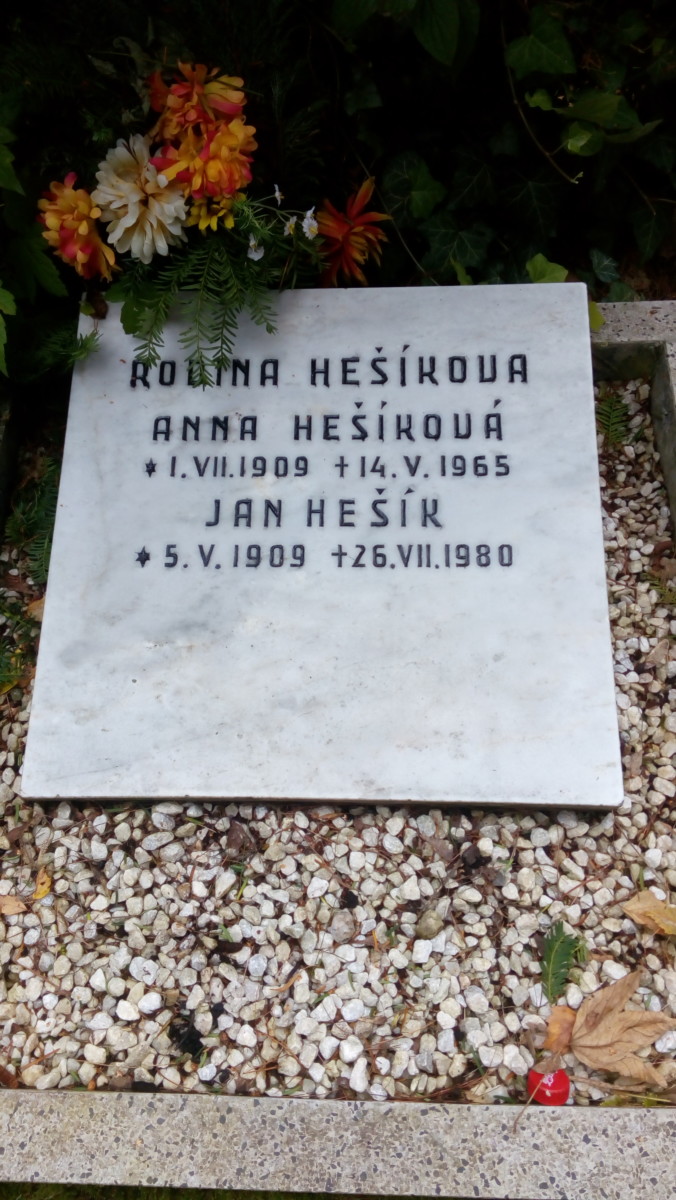 RODINA HEŠÍKOVA
ANNA HEŠÍKOVÁ
* 1.VII.1909 †14.V.1965
JAN HEŠÍK
* 5.V.1909 †26.VII.1980